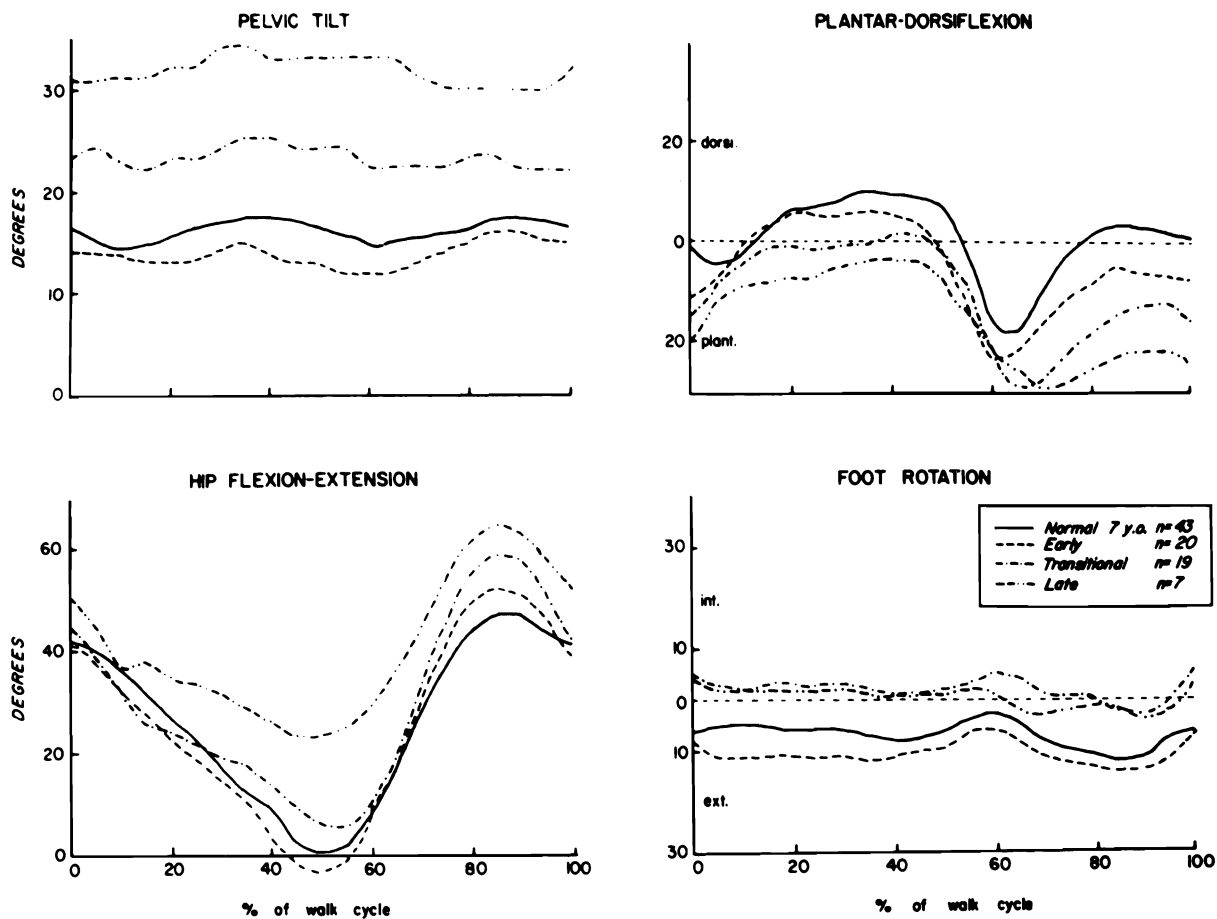 PELVIC TILT
DEGREES
30
20
10
0
PLANTAR-DORSIFLEXION
20
dorsi.
0
20
plant.
HIP FLEXION-EXTENSION
DEGREES
60
40
20
0
0 20 40 60 80 100
% of walk cycle
FOOT ROTATION
Normal 7 y.o. n=43
Early n=20
Transitional n=19
Late n=7
30
int.
10
0
10
ext.
30
0 20 40 60 80 100
% of walk cycle